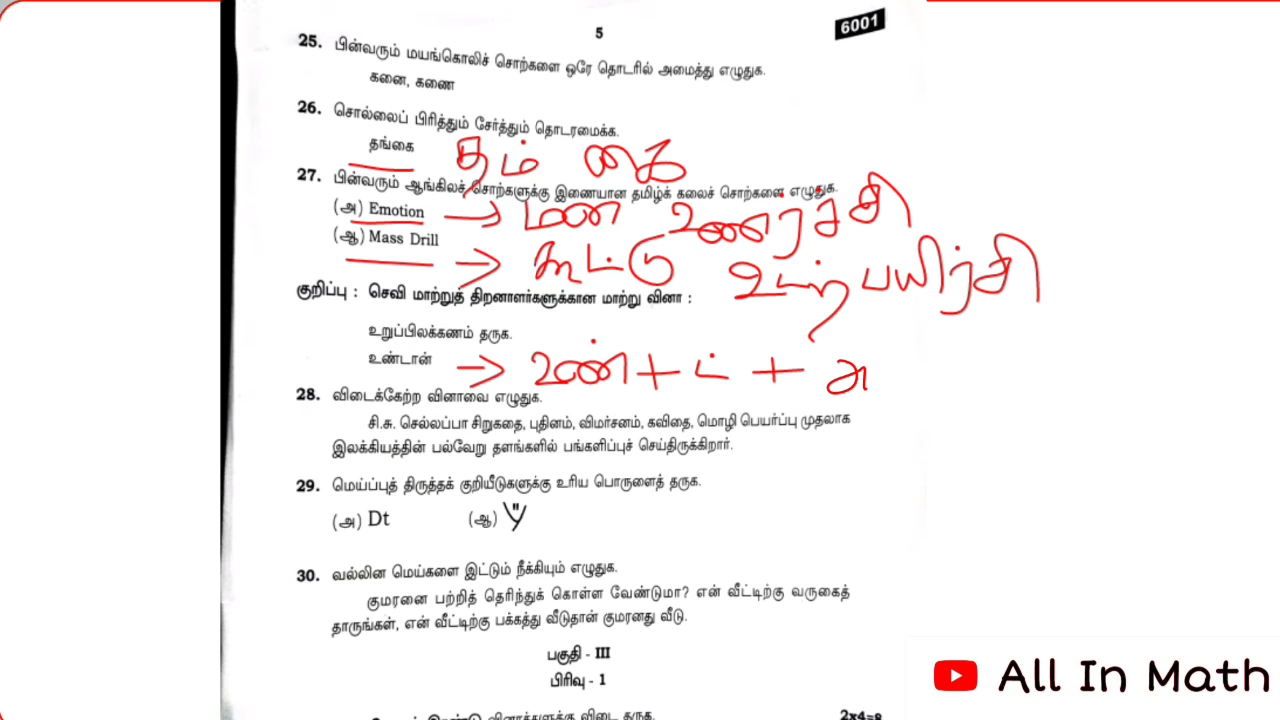 5
6001
25. பின்வரும் மயங்கொலிச் சொற்களை ஒரே தொடரில் அமைத்து எழுதுக.
கனை, கணை
26. சொல்லைப் பிரித்தும் சேர்த்தும் தொடரமைக்க.
தங்கை தம் கை
27. பின்வரும் ஆங்கிலச் சொற்களுக்கு இணையான தமிழ்க் கலைச் சொற்களை எழுதுக.
(அ) Emotion → மன உணர்ச்சி
(ஆ) Mass Drill → கூட்டு உடற்பயிர்சி
குறிப்பு : செவி மாற்றுத் திறனாளர்களுக்கான மாற்று வினா :
உறுப்பிலக்கணம் தருக.
உண்டான் → உண் + ட் + அ
28. விடைக்கேற்ற வினாவை எழுதுக.
சி.சு. செல்லப்பா சிறுகதை, புதினம், விமர்சனம், கவிதை, மொழி பெயர்ப்பு முதலாக
இலக்கியத்தின் பல்வேறு தளங்களில் பங்களிப்புச் செய்திருக்கிறார்.
29. மெய்ப்புத் திருத்தக் குறியீடுகளுக்கு உரிய பொருளைத் தருக.
(அ) Dt (ஆ)
30. வல்லின மெய்களை இட்டும் நீக்கியும் எழுதுக.
குமரனை பற்றித் தெரிந்துக் கொள்ள வேண்டுமா? என் வீட்டிற்கு வருகைத்
தாருங்கள், என் வீட்டிற்கு பக்கத்து வீடுதான் குமரனது வீடு.
பகுதி - III
பிரிவு - 1
வினாக்களுக்கு விடை தருக. 2x4=8
All In Math